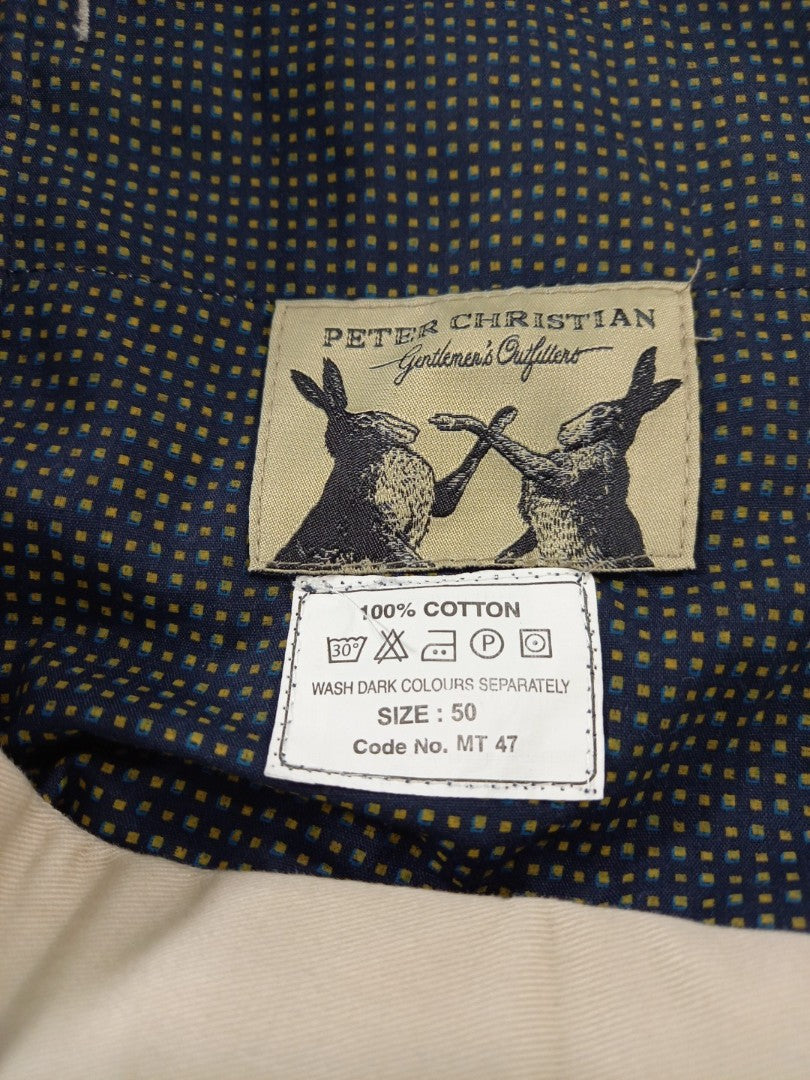 PETER CHRISTIAN
Gentlemen's Outfitters
100% COTTON
30° P
WASH DARK COLOURS SEPARATELY
SIZE : 50
Code No. MT 47